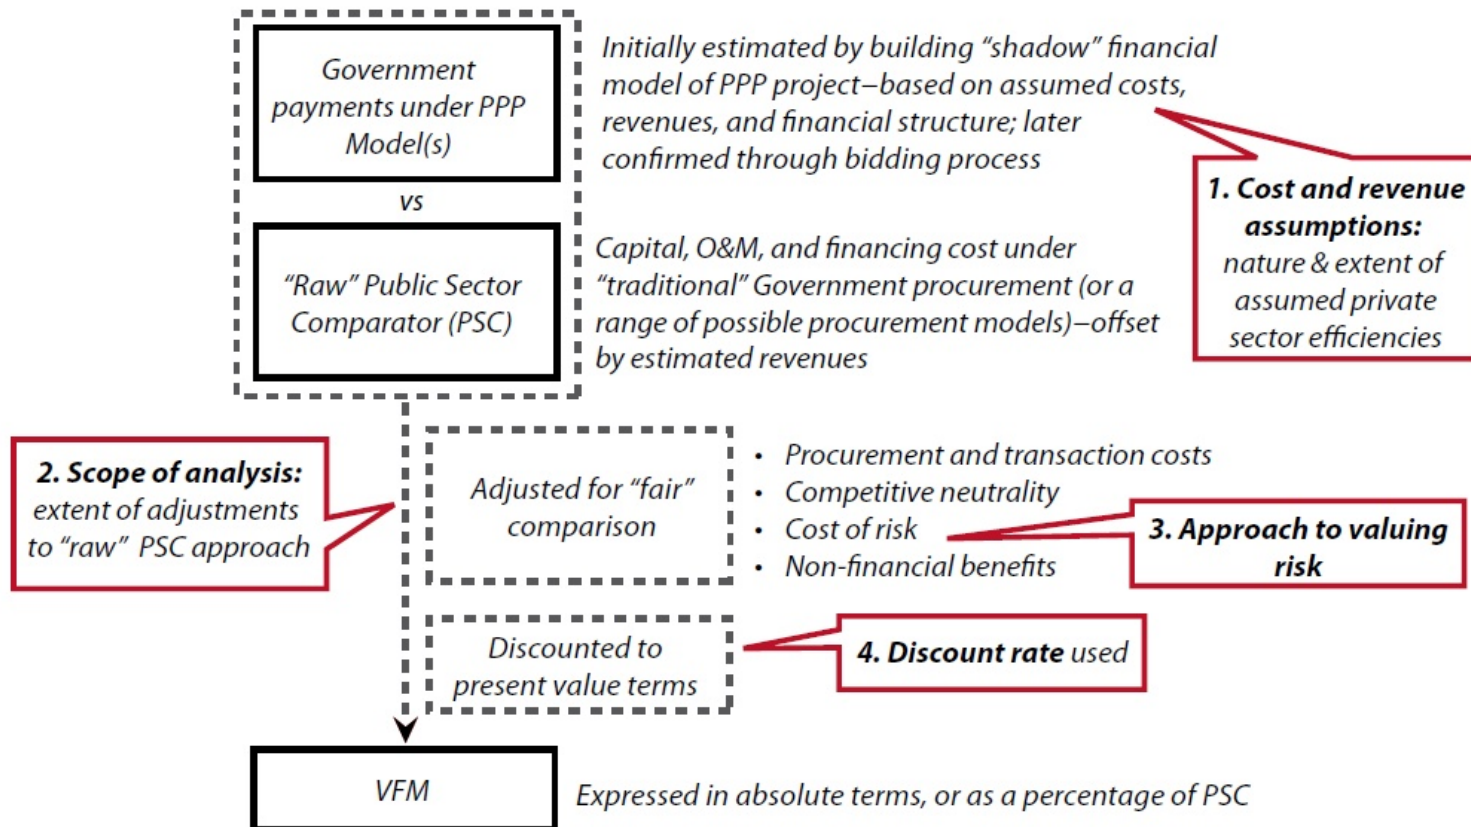 Government
payments under PPP
Model(s)
Initially estimated by building “shadow” financial
model of PPP project–based on assumed costs,
revenues, and financial structure; later
confirmed through bidding process
1. Cost and revenue
assumptions:
nature & extent of
assumed private
sector efficiencies
vs
“Raw” Public Sector
Comparator (PSC)
Capital, O&M, and financing cost under
“traditional” Government procurement (or a
range of possible procurement models)–offset
by estimated revenues
2. Scope of analysis:
extent of adjustments
to “raw” PSC approach
Adjusted for “fair”
comparison
• Procurement and transaction costs
• Competitive neutrality
• Cost of risk
• Non-financial benefits
3. Approach to valuing
risk
Discounted to
present value terms
4. Discount rate used
VFM
Expressed in absolute terms, or as a percentage of PSC